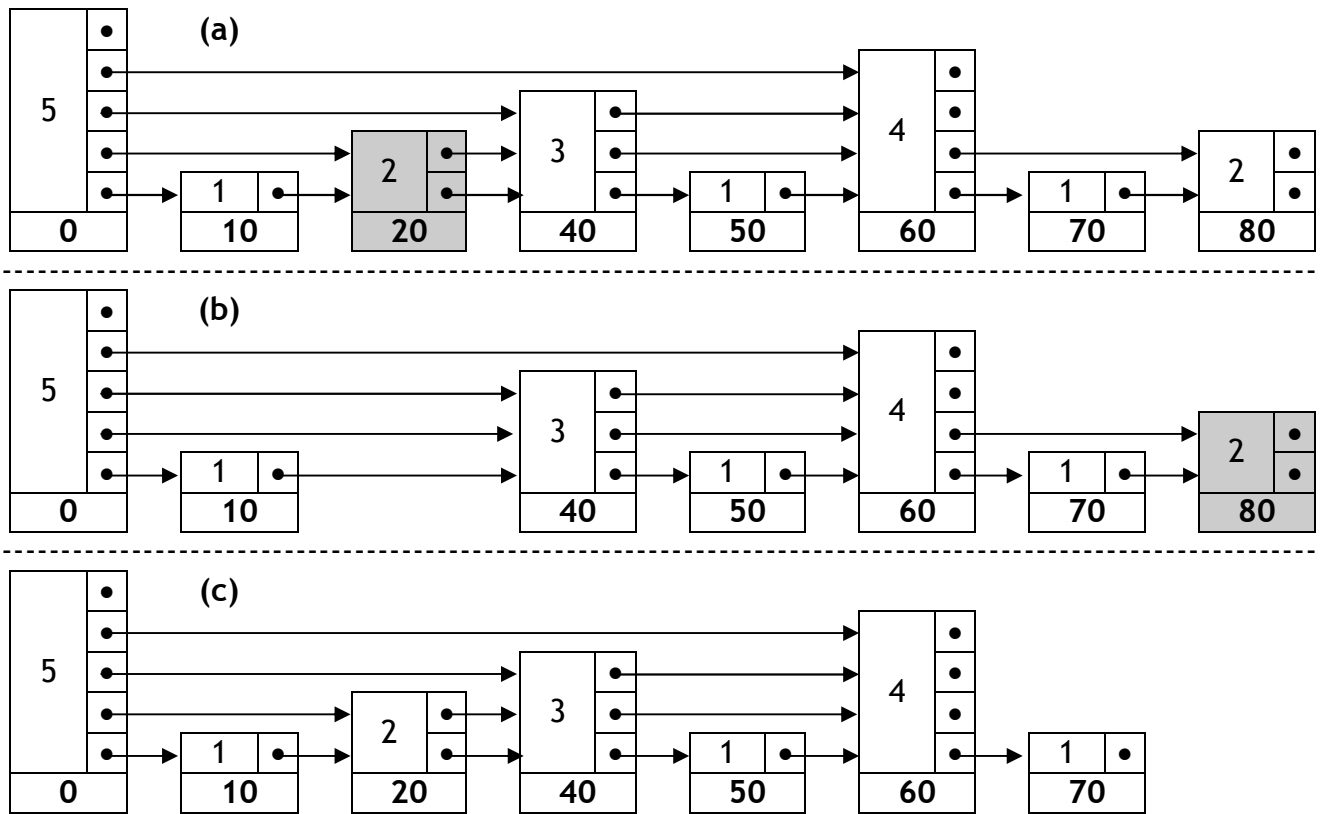 (a)
5 1 2 3 1 4 1 2
0 10 20 40 50 60 70 80
(b)
5 1 3 1 4 1 2
0 10 40 50 60 70 80
(c)
5 1 2 3 1 4 1
0 10 20 40 50 60 70